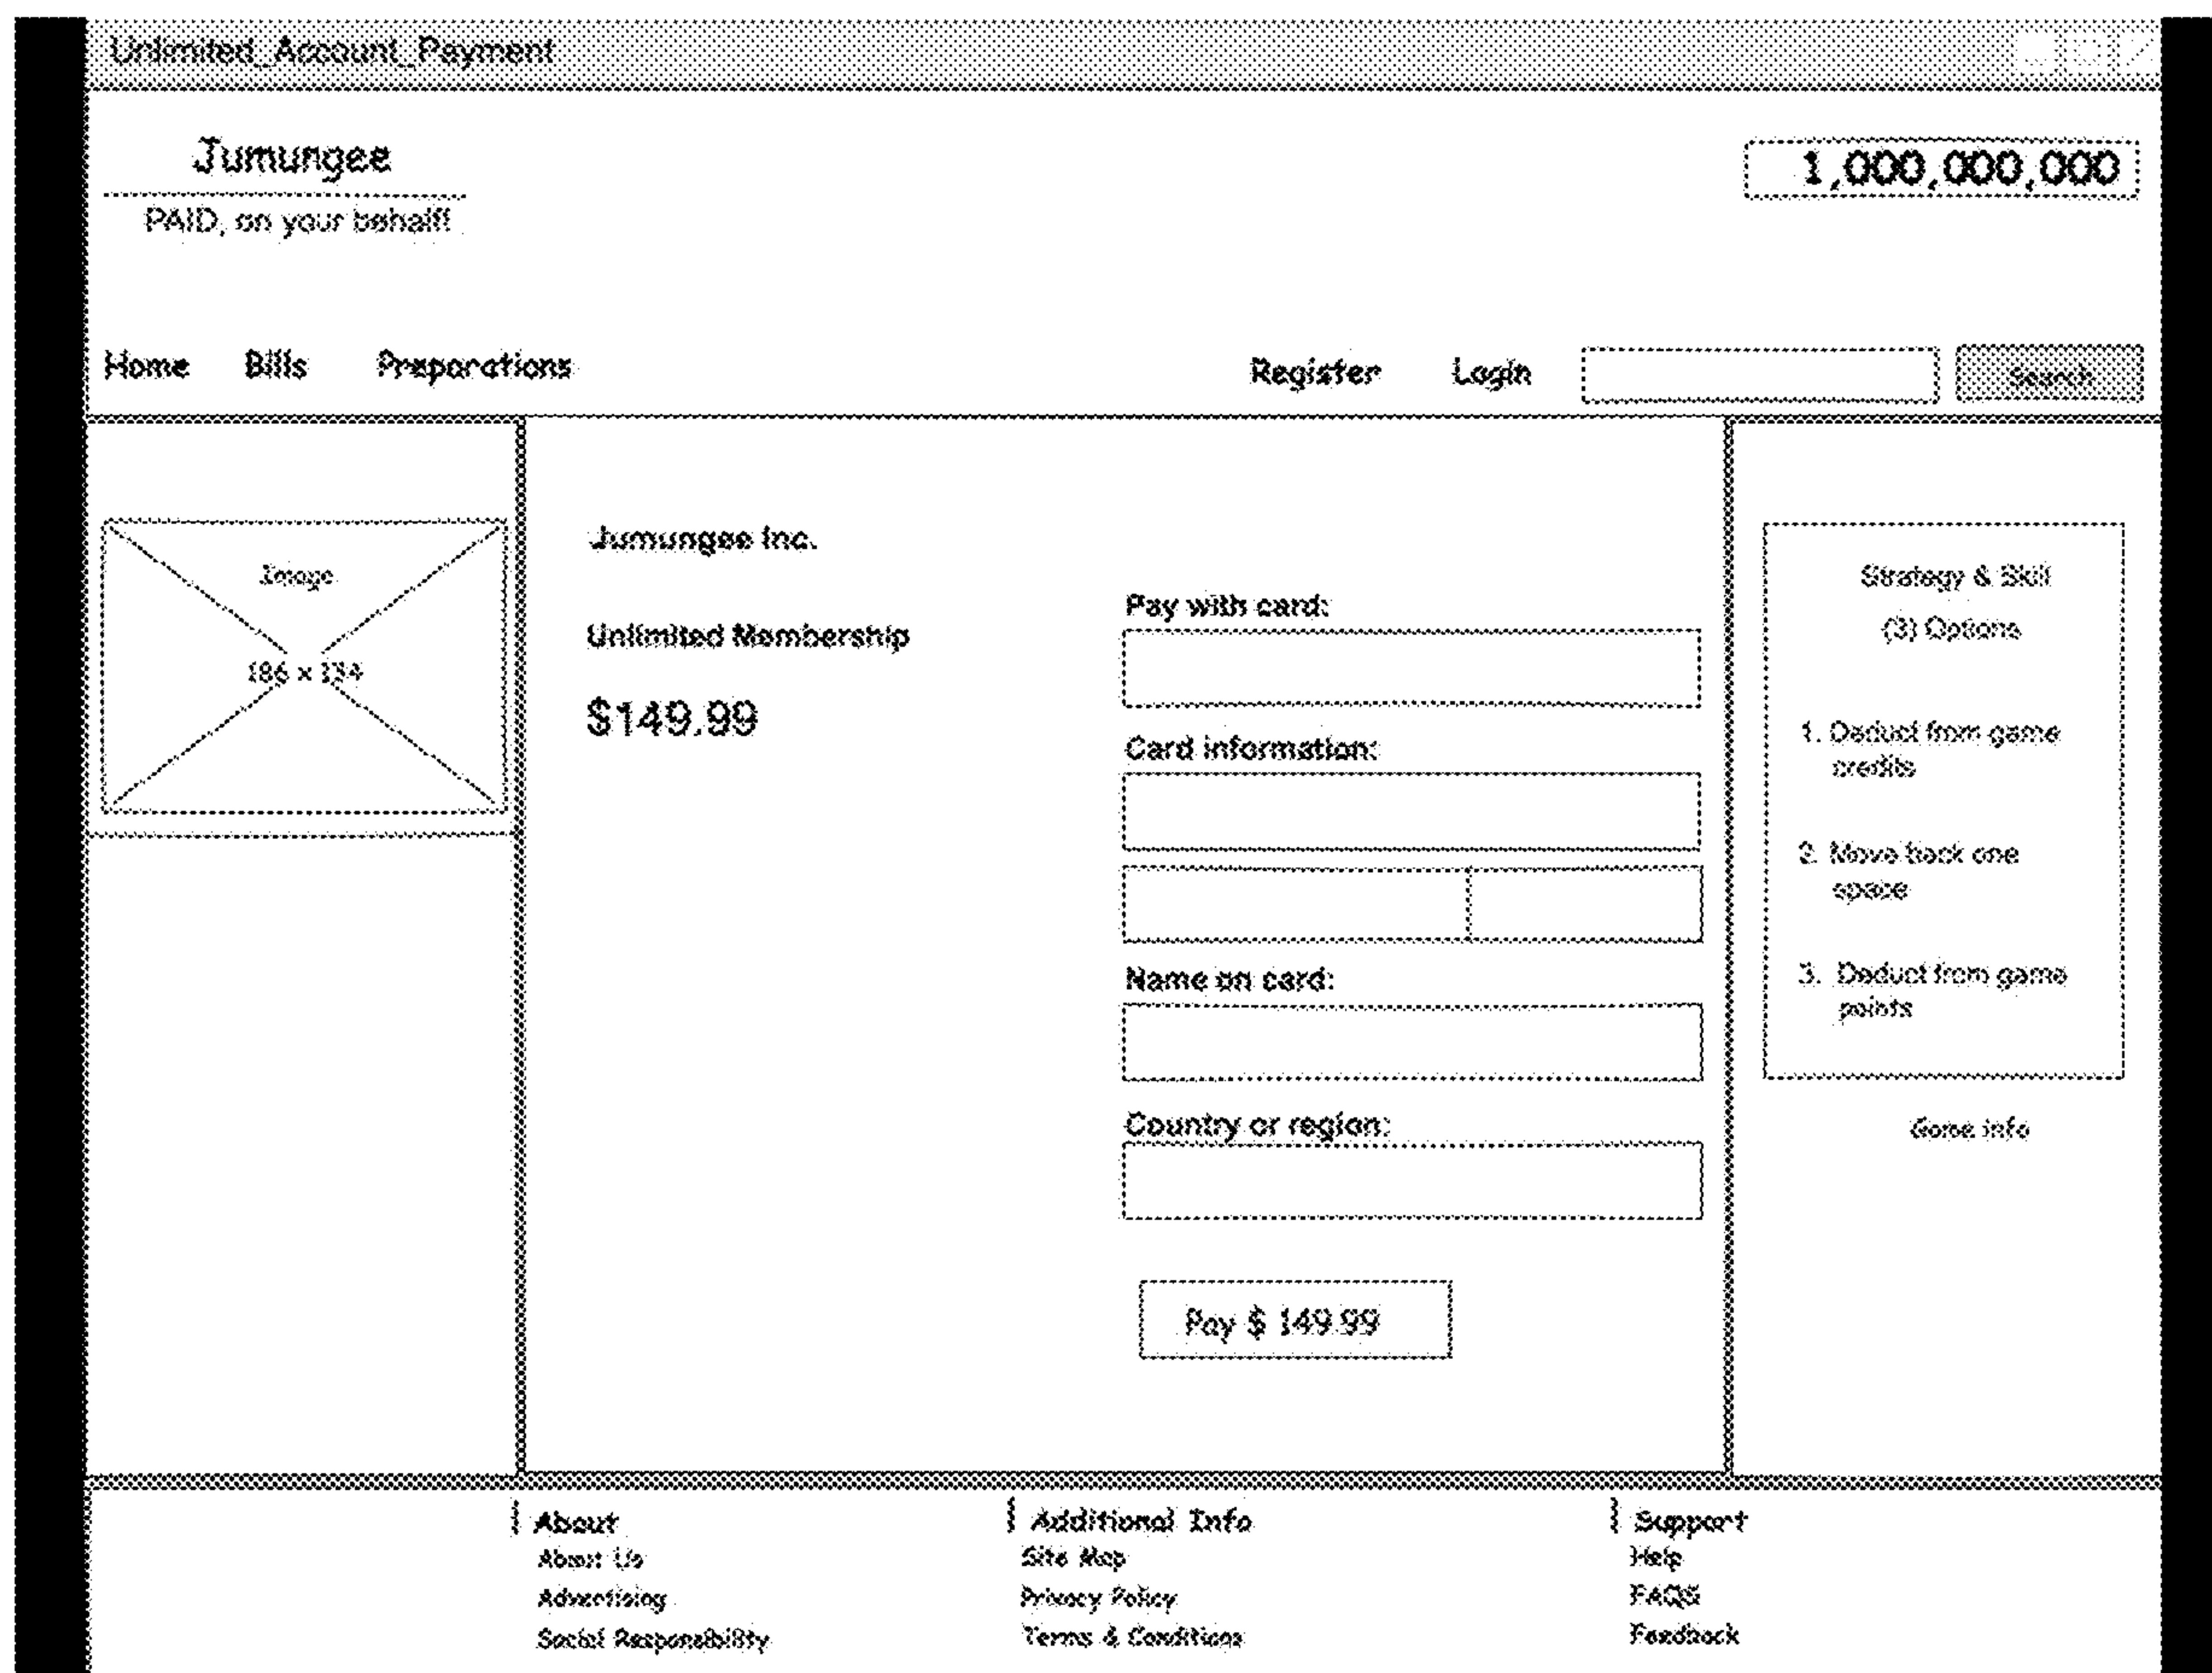 Unlimited_Account_Payment
Jumungee
PAID, on your behalf!
1,000,000,000
Home Bills Preparations Register Login Search
Image
186 x 134
Jumungee Inc.
Unlimited Membership
$149.99
Pay with card:
Card information:
Name on card:
Country or region:
Pay $ 149.99
Strategy & Skill
(3) Options
1. Deduct from game
credits
2. Move back one
space
3. Deduct from game
points
Game info
About
About Us
Advertising
Social Responsibility
Additional Info
Site Map
Privacy Policy
Terms & Conditions
Support
Help
FAQS
Feedback